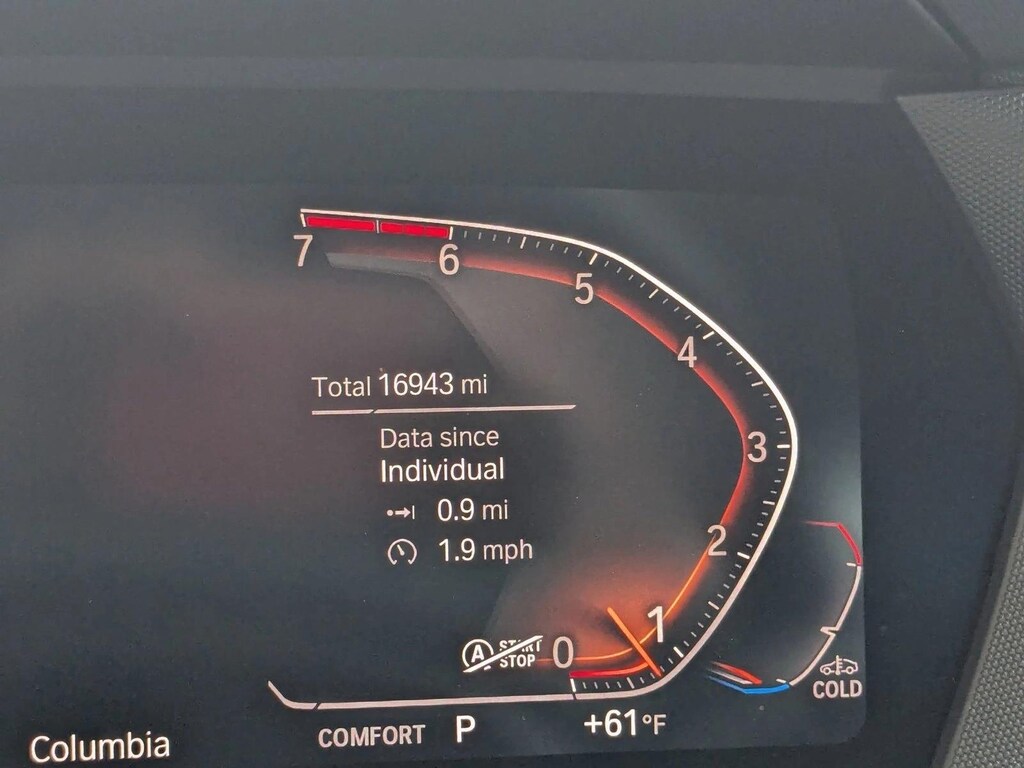 7
6
5
4
Total 16943 mi
Data since
3
Individual
0.9 mi
2
1.9 mph
1
A START
STOP
0
COLD
COMFORT P +61°F
Columbia